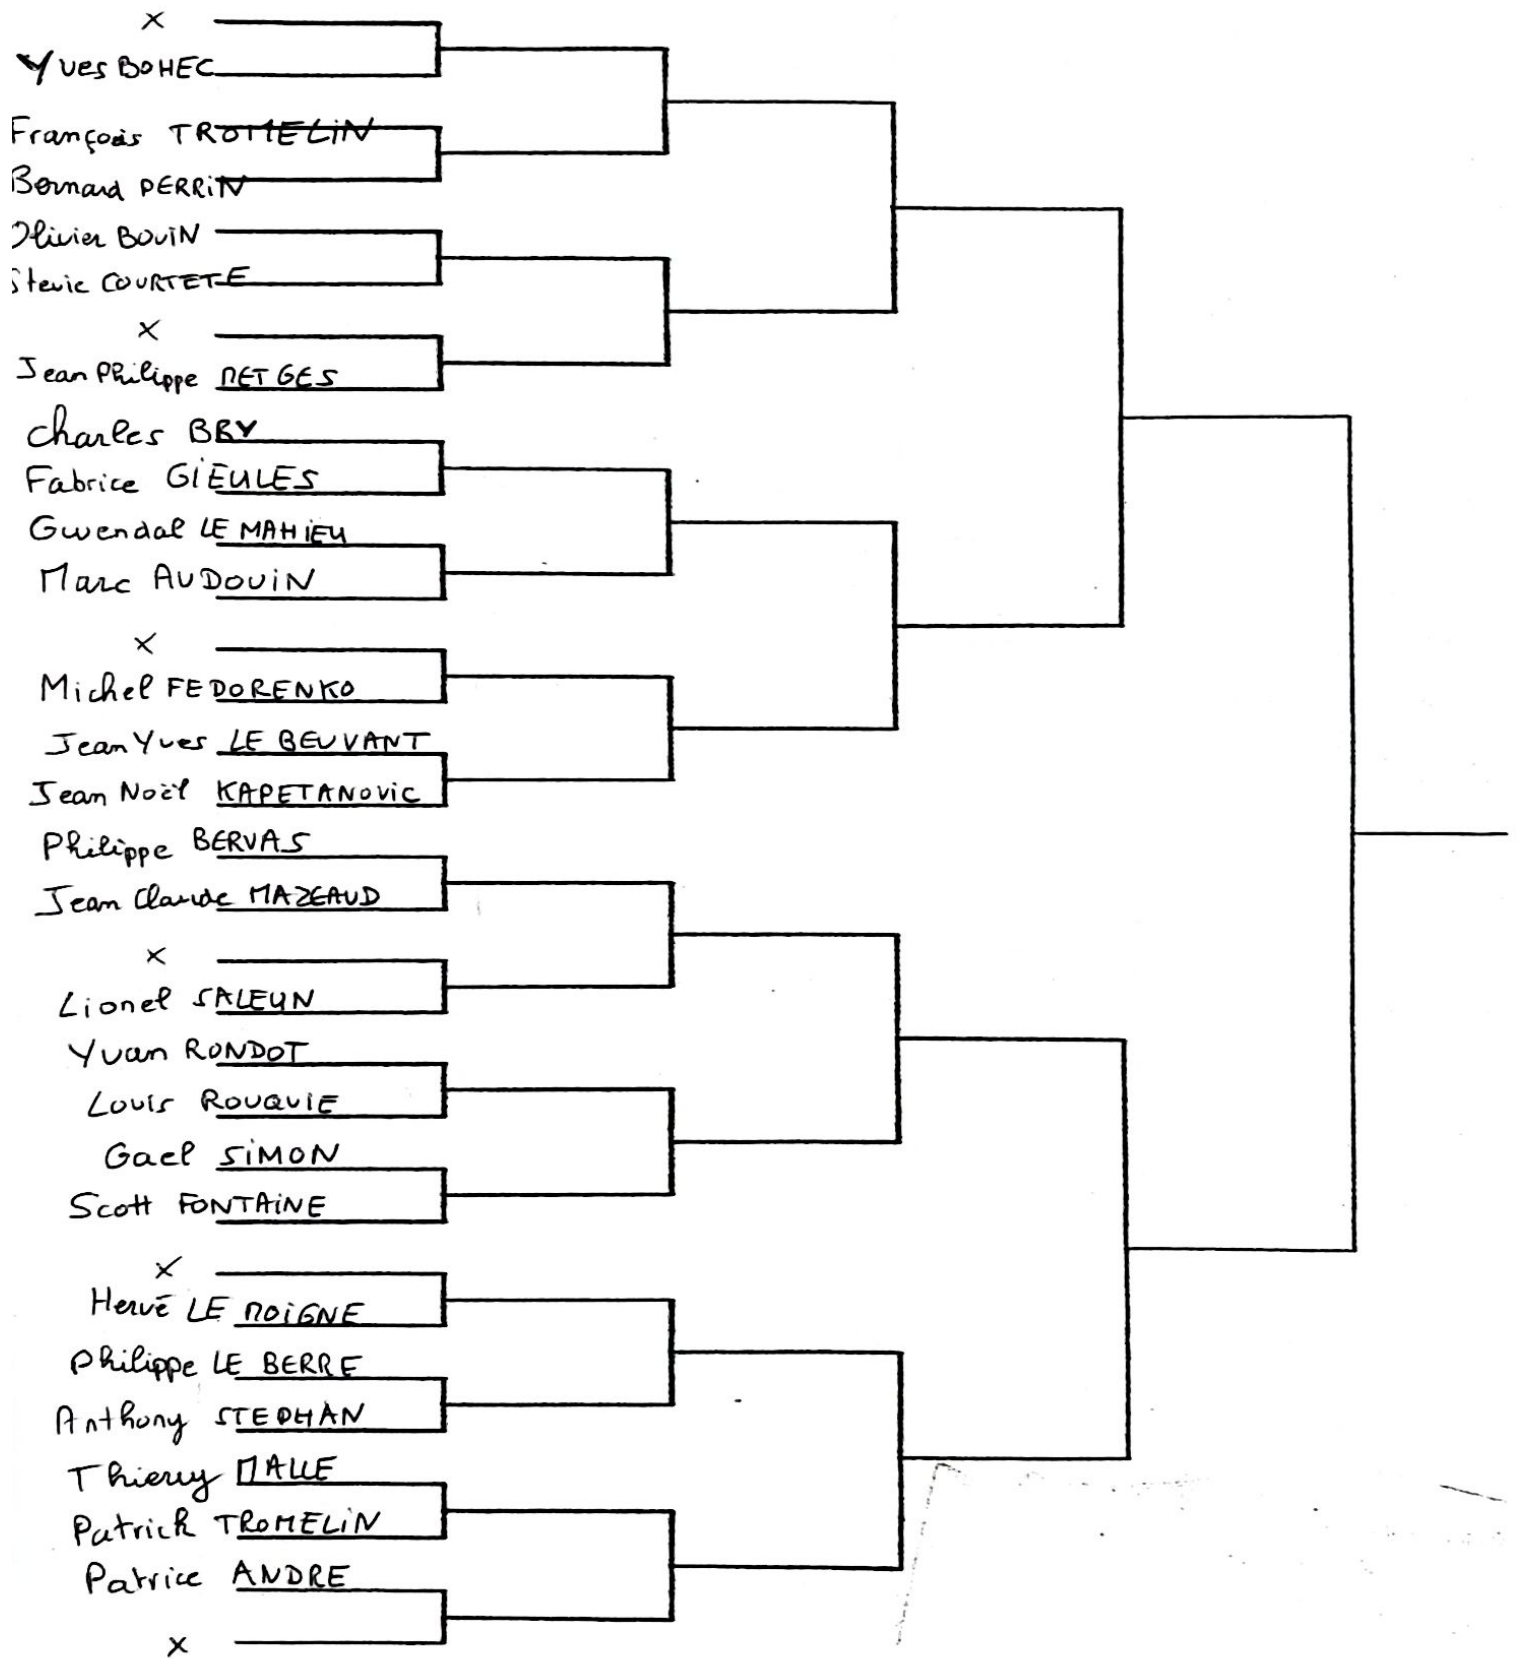 ×
Yves BOHEC
François TROMELIN
Bernard PERRIN
Olivier BOUIN
Stevie COURTETE
×
Jean Philippe METGES
Charles BRY
Fabrice GIEULES
Gwendal LE MAHIEU
Marc AUDOUIN
×
Michel FEDORENKO
Jean Yves LE BEUVANT
Jean Noël KAPETANOVIC
Philippe BERVAS
Jean Claude MAZEAUD
×
Lionel SALEUN
Yvan RONDOT
Louis ROUQUIE
Gael SIMON
Scott FONTAINE
×
Hervé LE MOIGNE
Philippe LE BERRE
Anthony STEPHAN
Thierry MALLE
Patrick TROMELIN
Patrice ANDRE
×